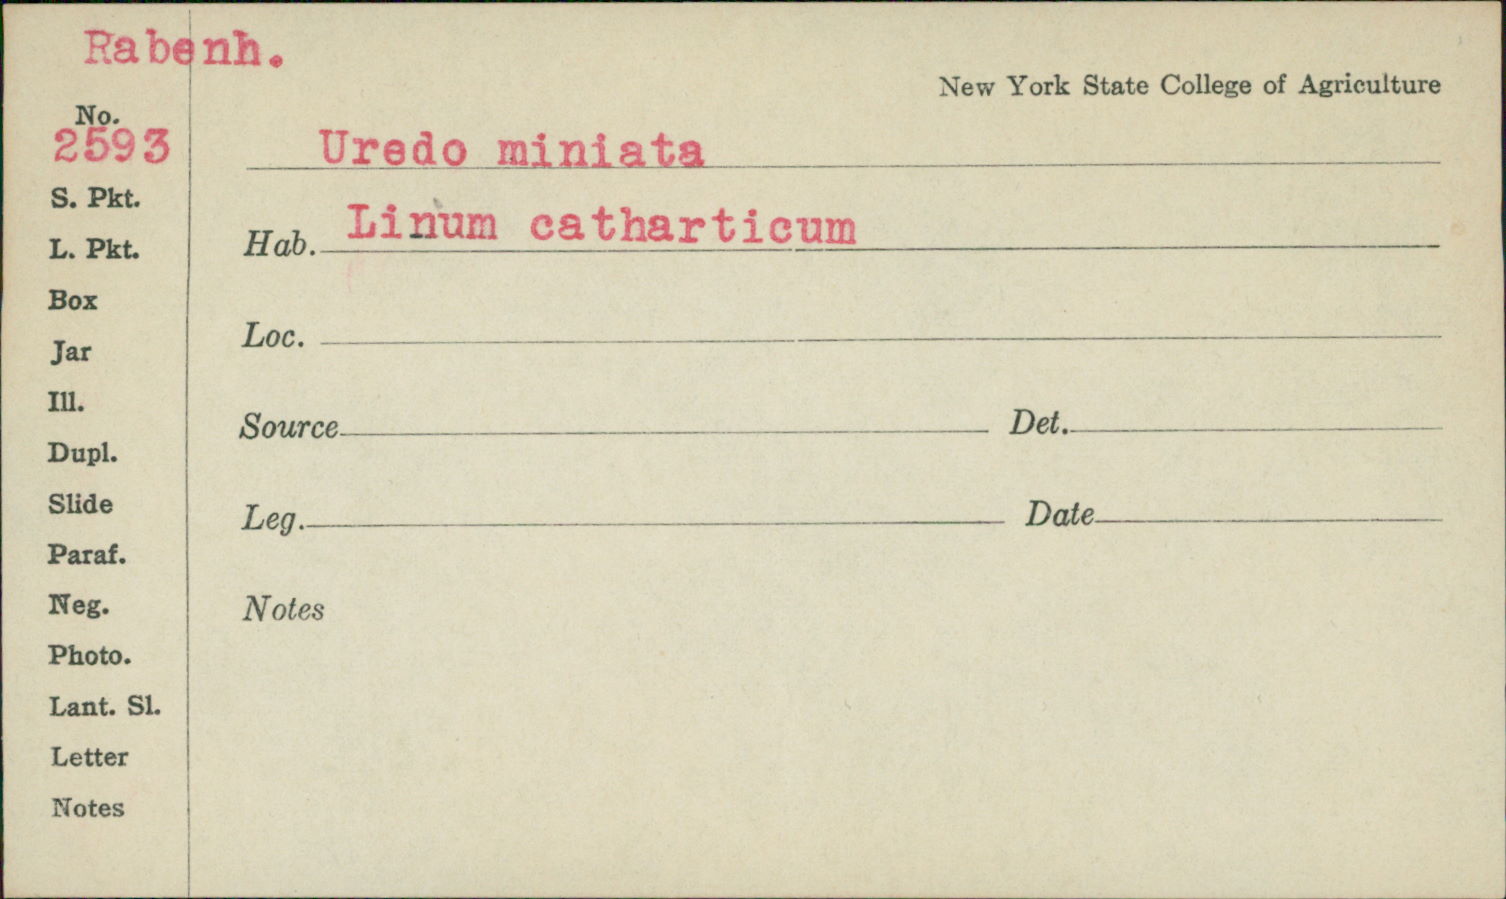 Rabenh.
New York State College of Agriculture
No.
2593
Uredo miniata
S. Pkt.
Hab. Linum catharticum
L. Pkt.
Box
Loc.
Jar
Ill.
Source Det.
Dupl.
Slide
Leg. Date
Paraf.
Neg.
Notes
Photo.
Lant. Sl.
Letter
Notes